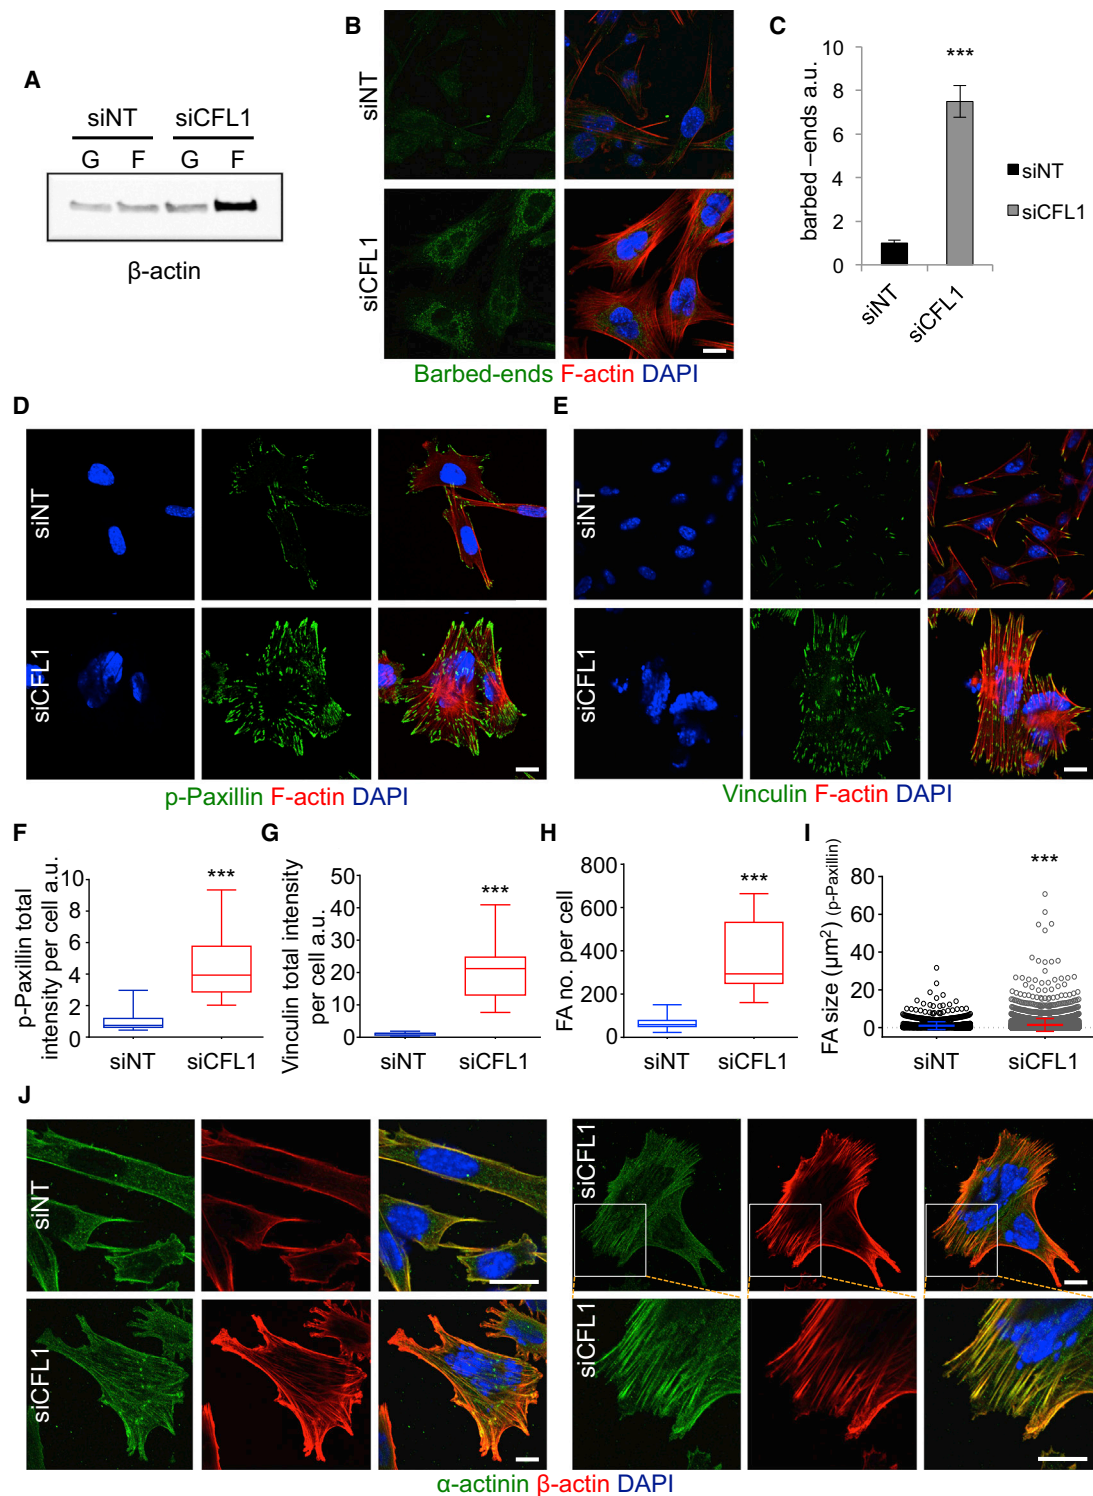 A
siNT siCFL1
G F G F
β-actin
B
siNT
siCFL1
Barbed-ends F-actin DAPI
C
barbed –ends a.u.
10
8
6
4
2
0
***
siNT
siCFL1
siNT
siCFL1
D
siNT
siCFL1
p-Paxillin F-actin DAPI
E
siNT
siCFL1
Vinculin F-actin DAPI
F
p-Paxillin total
intensity per cell a.u.
10
8
6
4
2
0
***
siNT siCFL1
G
Vinculin total intensity
per cell a.u.
50
40
30
20
10
0
***
siNT siCFL1
H
FA no. per cell
800
600
400
200
0
***
siNT siCFL1
I
FA size (µm²) (p-Paxillin)
80
60
40
20
0
***
siNT siCFL1
J
siNT
siCFL1
siCFL1
siCFL1
α-actinin β-actin DAPI